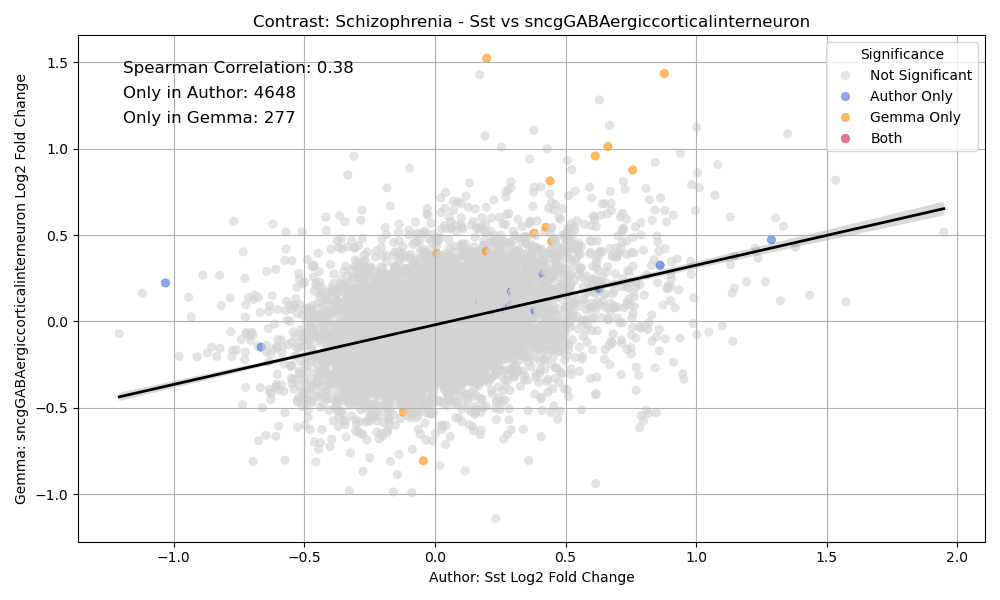 Contrast: Schizophrenia - Sst vs sncgGABAergiccorticalinterneuron
Spearman Correlation: 0.38
Only in Author: 4648
Only in Gemma: 277
Significance
Not Significant
Author Only
Gemma Only
Both
Gemma: sncgGABAergiccorticalinterneuron Log2 Fold Change
1.5
1.0
0.5
0.0
−0.5
−1.0
−1.0 −0.5 0.0 0.5 1.0 1.5 2.0
Author: Sst Log2 Fold Change